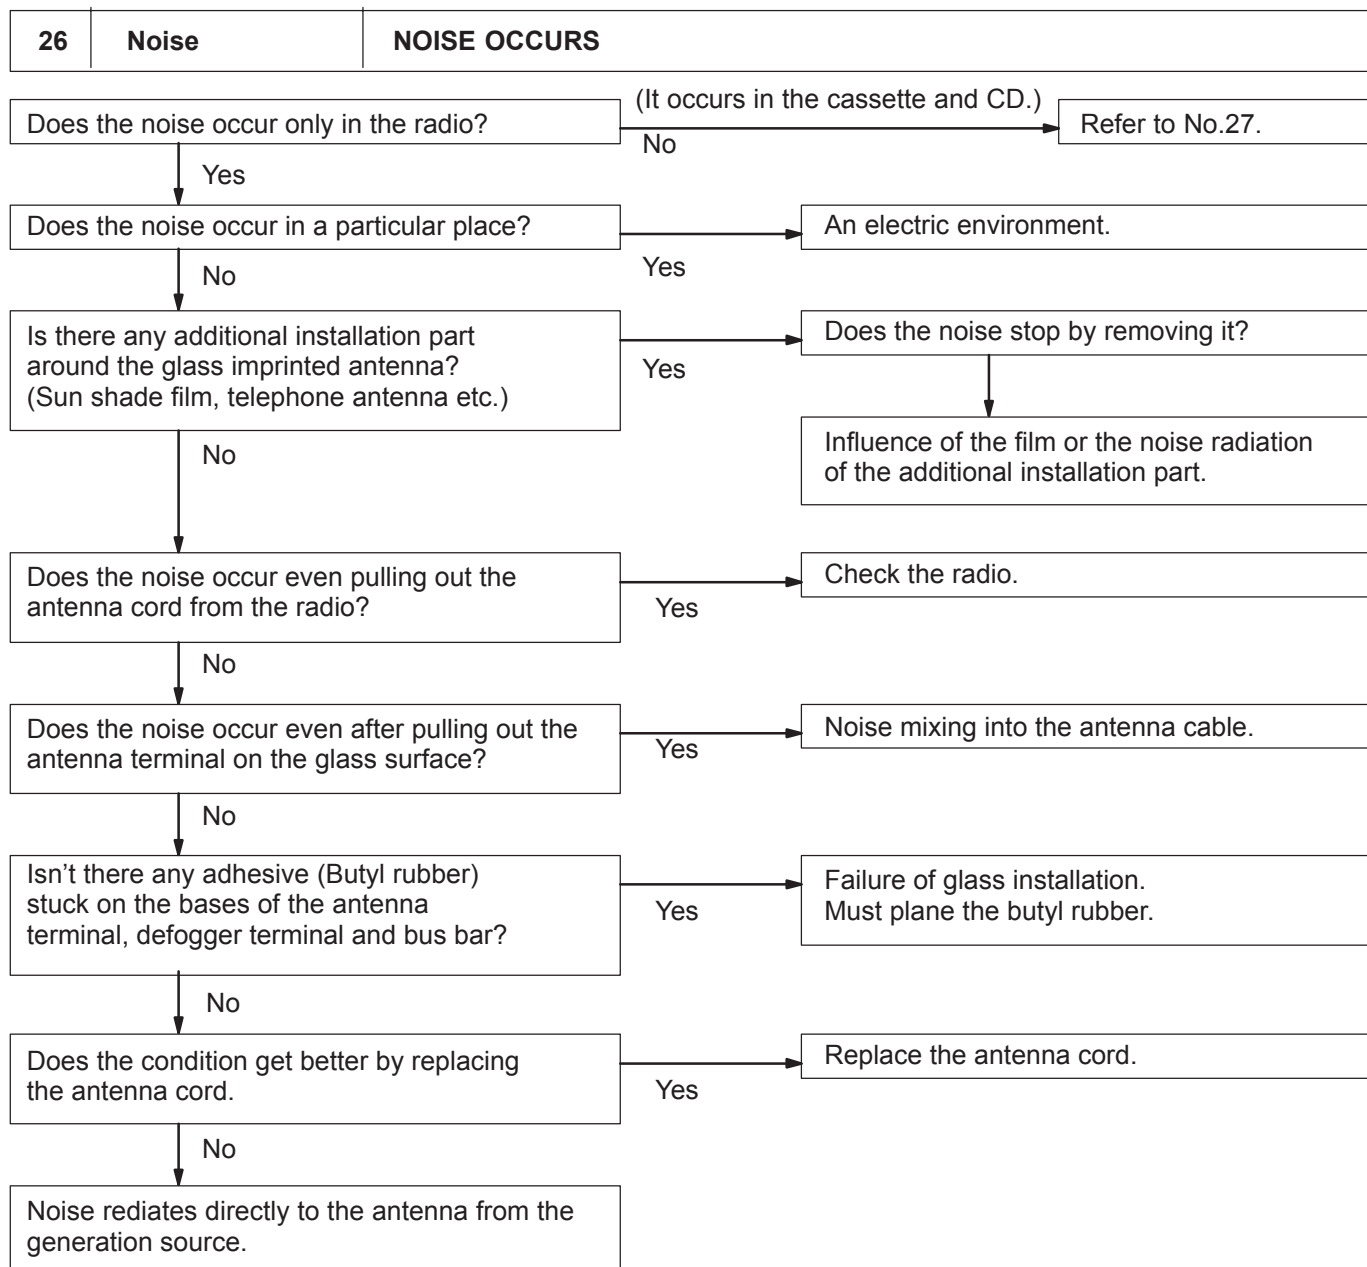 26 Noise NOISE OCCURS
Does the noise occur only in the radio?
(It occurs in the cassette and CD.)
No
Refer to No.27.
Yes
Does the noise occur in a particular place?
Yes
An electric environment.
No
Is there any additional installation part
around the glass imprinted antenna?
(Sun shade film, telephone antenna etc.)
Yes
Does the noise stop by removing it?
Influence of the film or the noise radiation
of the additional installation part.
No
Does the noise occur even pulling out the
antenna cord from the radio?
Yes
Check the radio.
No
Does the noise occur even after pulling out the
antenna terminal on the glass surface?
Yes
Noise mixing into the antenna cable.
No
Isn't there any adhesive (Butyl rubber)
stuck on the bases of the antenna
terminal, defogger terminal and bus bar?
Yes
Failure of glass installation.
Must plane the butyl rubber.
No
Does the condition get better by replacing
the antenna cord.
Yes
Replace the antenna cord.
No
Noise rediates directly to the antenna from the
generation source.